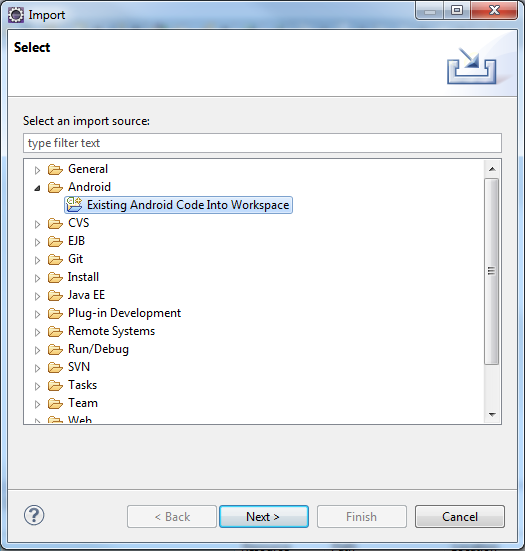 Import
Select
Select an import source:
type filter text
General
Android
Existing Android Code Into Workspace
CVS
EJB
Git
Install
Java EE
Plug-in Development
Remote Systems
Run/Debug
SVN
Tasks
Team
Web
? < Back Next > Finish Cancel